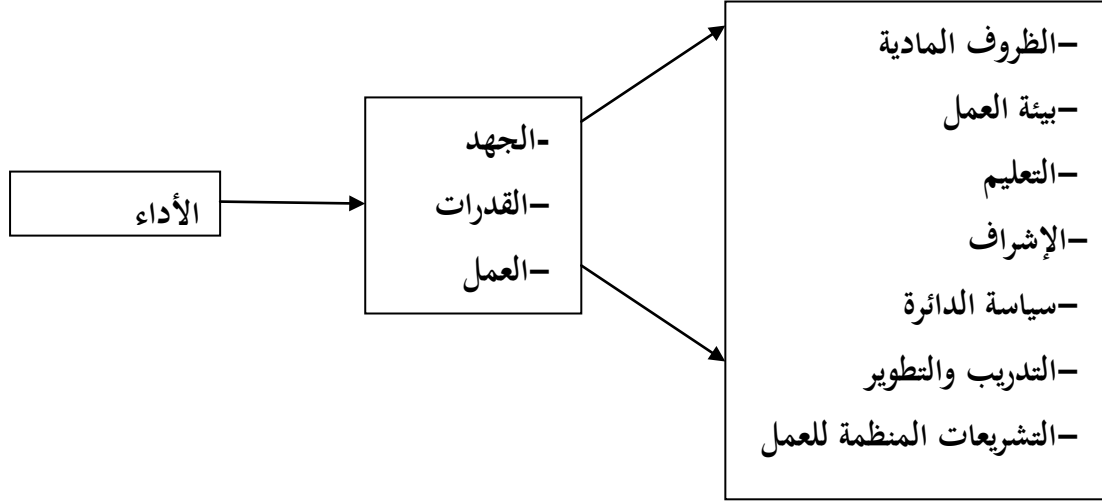 –الظروف المادية
–بيئة العمل
–التعليم
–الإشراف
–سياسة الدائرة
–التدريب والتطوير
–التشريعات المنظمة للعمل
-الجهد
–القدرات
–العمل
الأداء